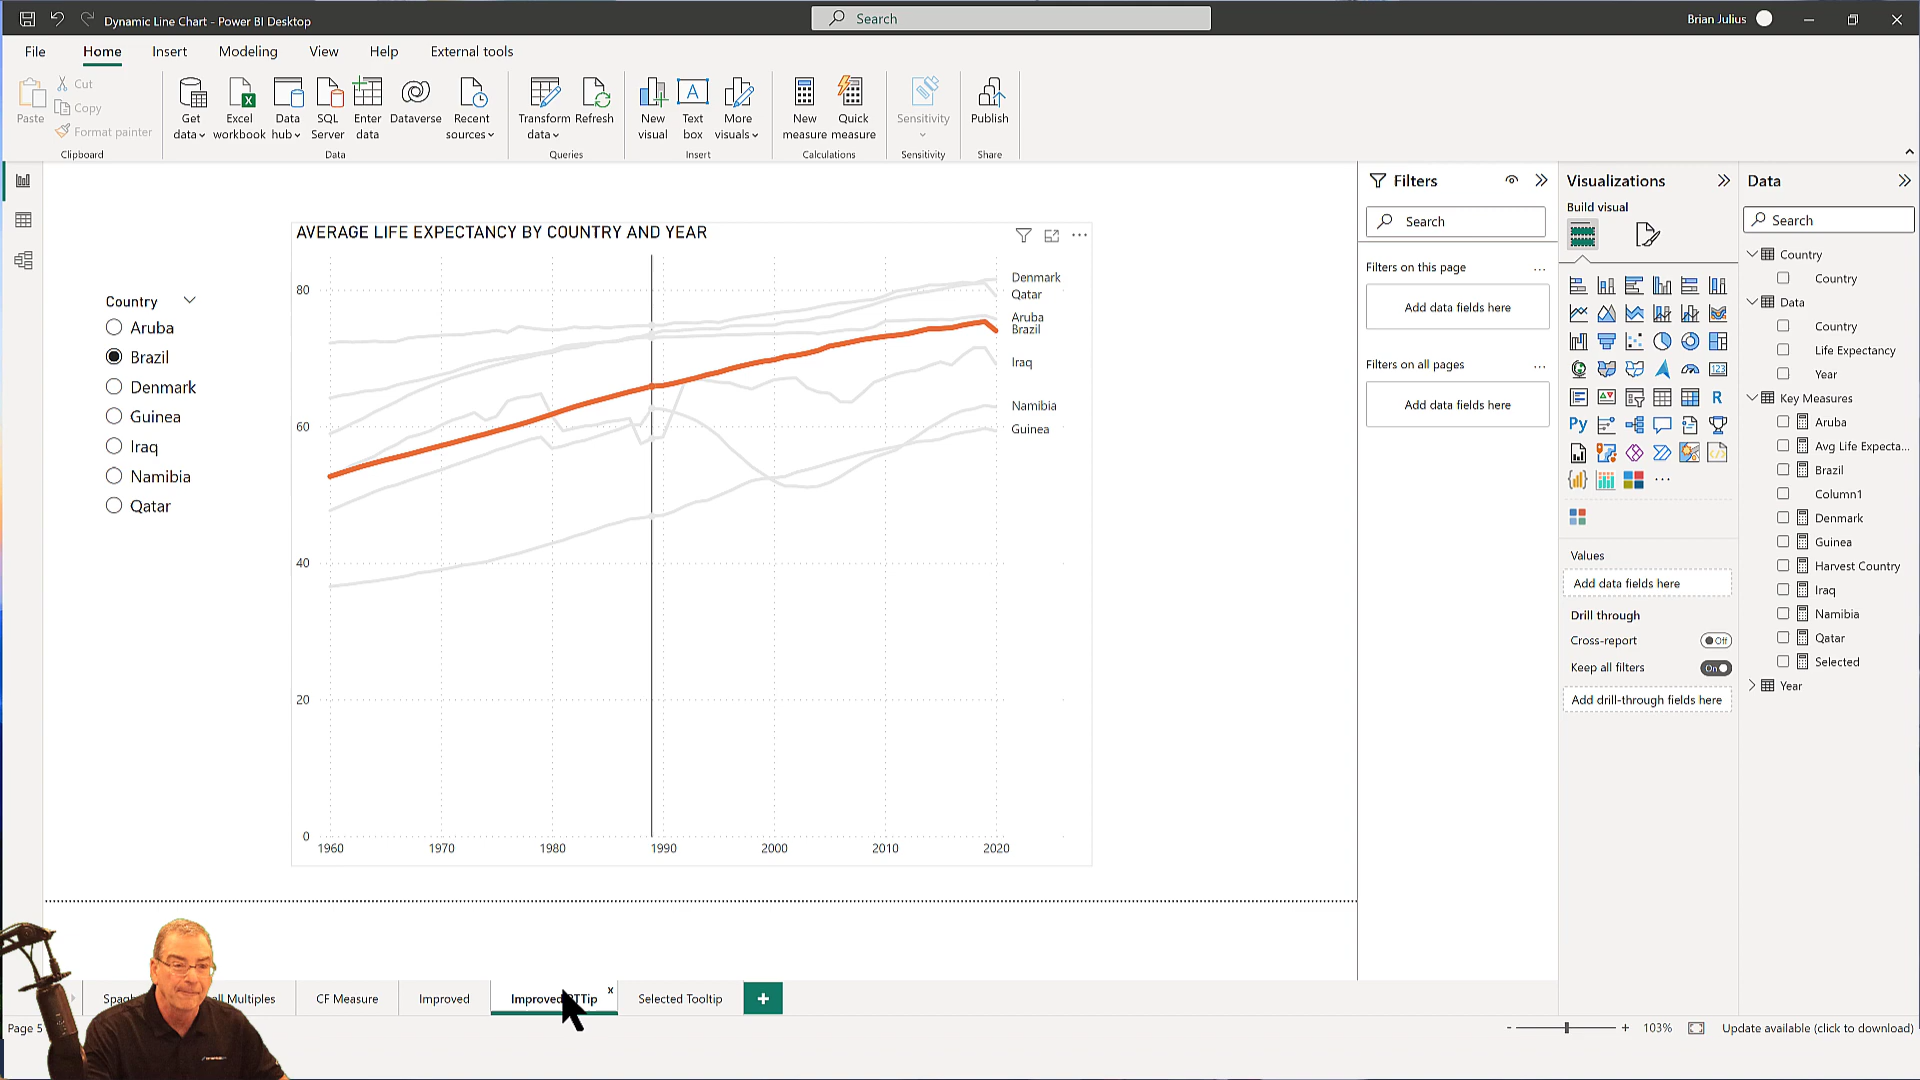 Dynamic Line Chart - Power BI Desktop
Search
Brian Julius
File
Home
Insert
Modeling
View
Help
External tools
Paste
Cut
Copy
Format painter
Clipboard
Get data
Excel workbook
Data hub
SQL Server
Enter data
Dataverse
Recent sources
Data
Transform data
Refresh
Queries
New visual
Text box
More visuals
Insert
New measure
Quick measure
Calculations
Sensitivity
Sensitivity
Publish
Share
Country
Aruba
Brazil
Denmark
Guinea
Iraq
Namibia
Qatar
AVERAGE LIFE EXPECTANCY BY COUNTRY AND YEAR
80
60
40
20
0
1960
1970
1980
1990
2000
2010
2020
Denmark
Qatar
Aruba
Brazil
Iraq
Namibia
Guinea
Filters
Search
Filters on this page
Add data fields here
Filters on all pages
Add data fields here
Visualizations
Build visual
123
R
Py
Values
Add data fields here
Drill through
Cross-report
Off
Keep all filters
On
Add drill-through fields here
Data
Search
Country
Country
Data
Country
Life Expectancy
Year
Key Measures
Aruba
Avg Life Expecta...
Brazil
Column1
Denmark
Guinea
Harvest Country
Iraq
Namibia
Qatar
Selected
Year
Multiples
CF Measure
Improved
Improved
Selected Tooltip
Page 5
103%
Update available (click to download)